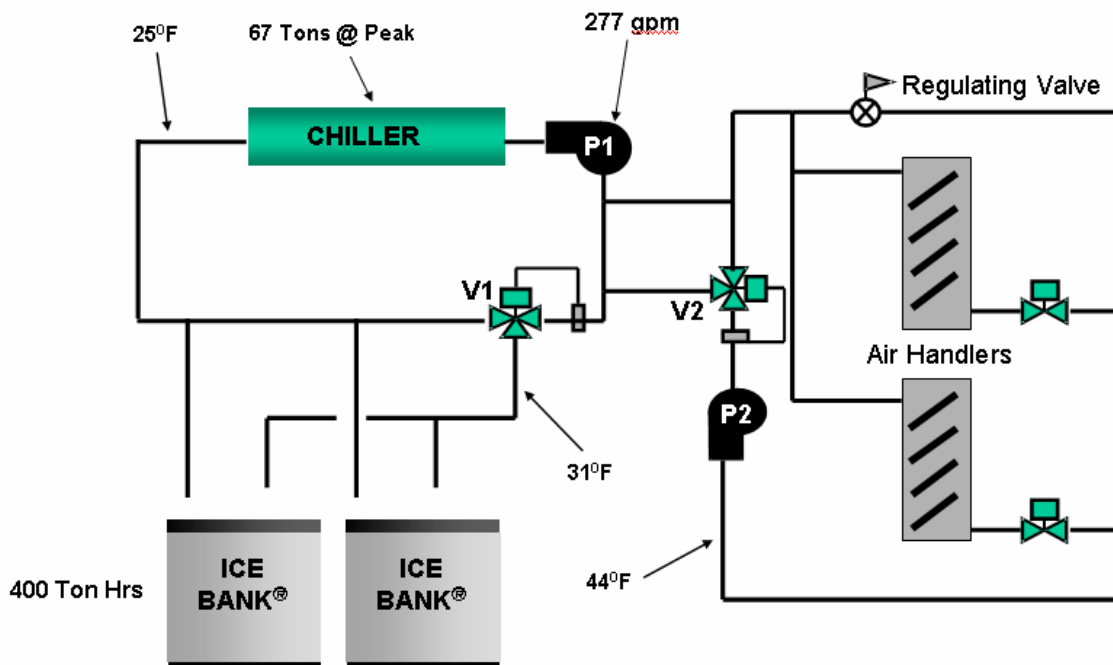 25⁰F
67 Tons @ Peak
277 gpm
Regulating Valve
CHILLER
P1
V1
V2
Air Handlers
P2
31⁰F
44⁰F
400 Ton Hrs
ICE
BANK®
ICE
BANK®